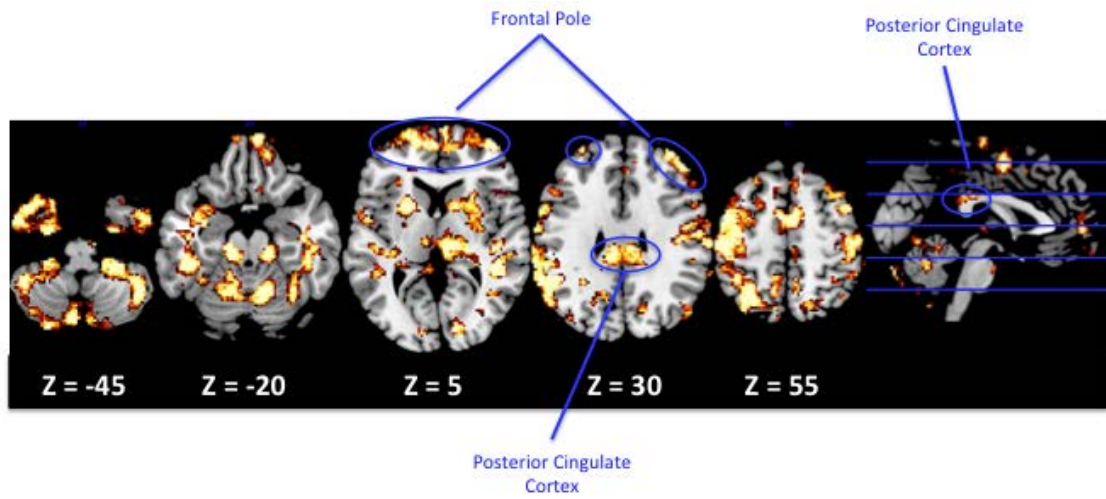 Frontal Pole
Posterior Cingulate
Cortex
Z = -45
Z = -20
Z = 5
Z = 30
Z = 55
Posterior Cingulate
Cortex